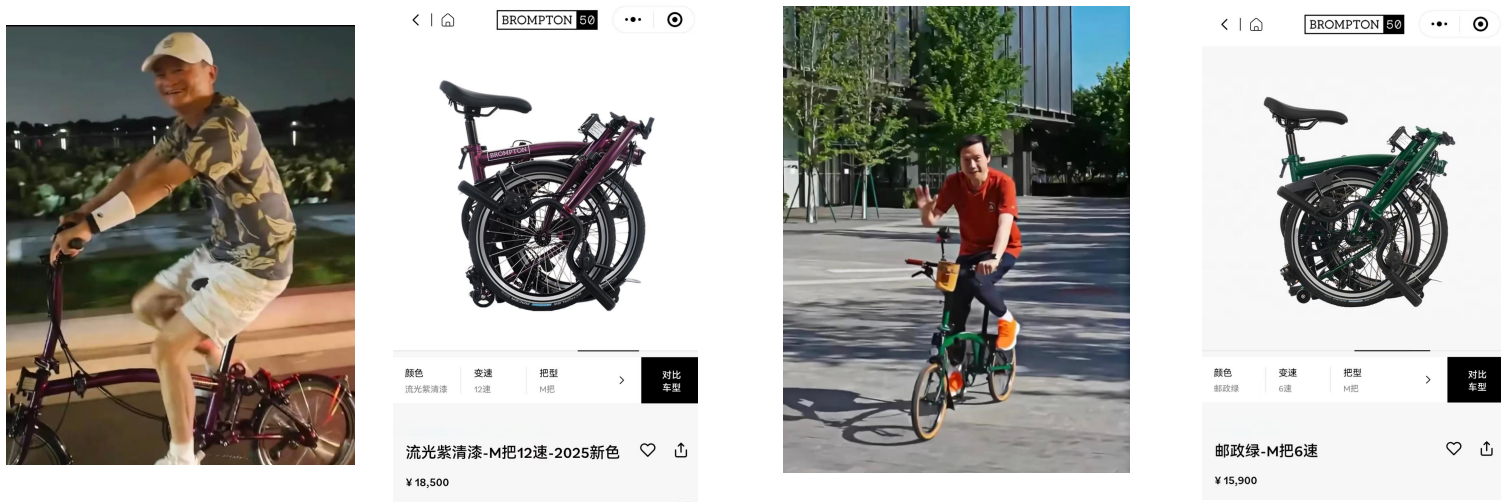 BROMPTON 50
BROMPTON
颜色
流光紫清漆
变速
12速
把型
M把
对比
车型
流光紫清漆-M把12速-2025新色
¥ 18,500
BROMPTON 50
颜色
邮政绿
变速
6速
把型
M把
对比
车型
邮政绿-M把6速
¥ 15,900